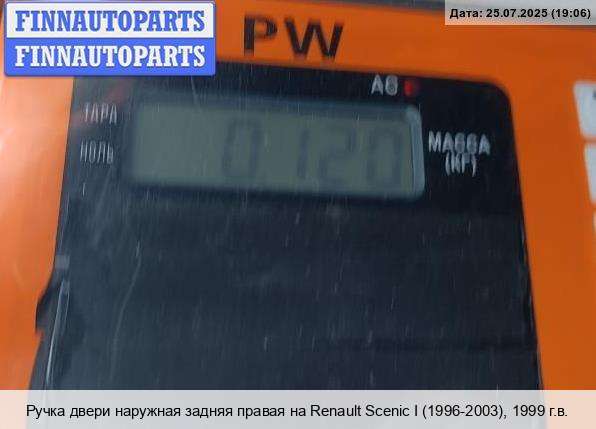 FINNAUTOPARTS
FINNAUTOPARTS
Дата: 25.07.2025 (19:06)
PW
ТАРА
НОЛЬ
0.120
МАССА
(КГ)
Ручка двери наружная задняя правая на Renault Scenic I (1996-2003), 1999 г.в.